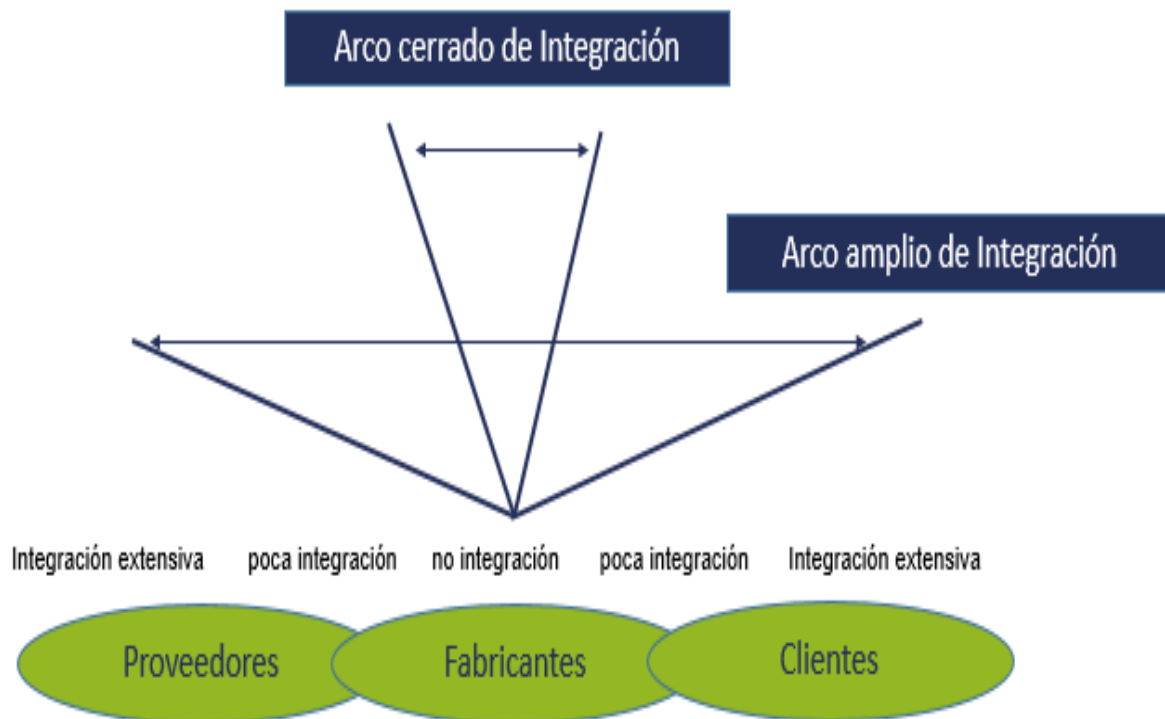 Arco cerrado de Integración
Arco amplio de Integración
Integración extensiva poca integración no integración poca integración Integración extensiva
Proveedores Fabricantes Clientes